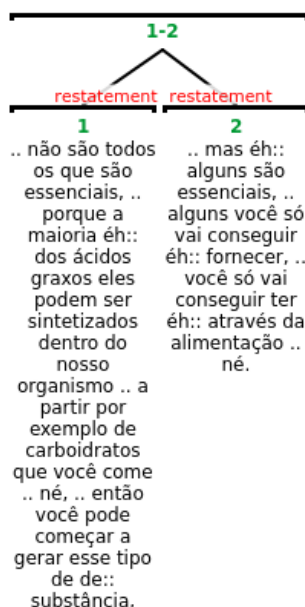 1-2
restatement restatement
1
.. não são todos
os que são
essenciais, ..
porque a
maioria éh::
dos ácidos
graxos eles
podem ser
sintetizados
dentro do
nosso
organismo .. a
partir por
exemplo de
carboidratos
que você come
.. né, .. então
você pode
começar a
gerar esse tipo
de de::
substância.
2
.. mas éh::
alguns são
essenciais, ..
alguns você só
vai conseguir
éh:: fornecer, ..
você só vai
conseguir ter
éh:: através da
alimentação ..
né.